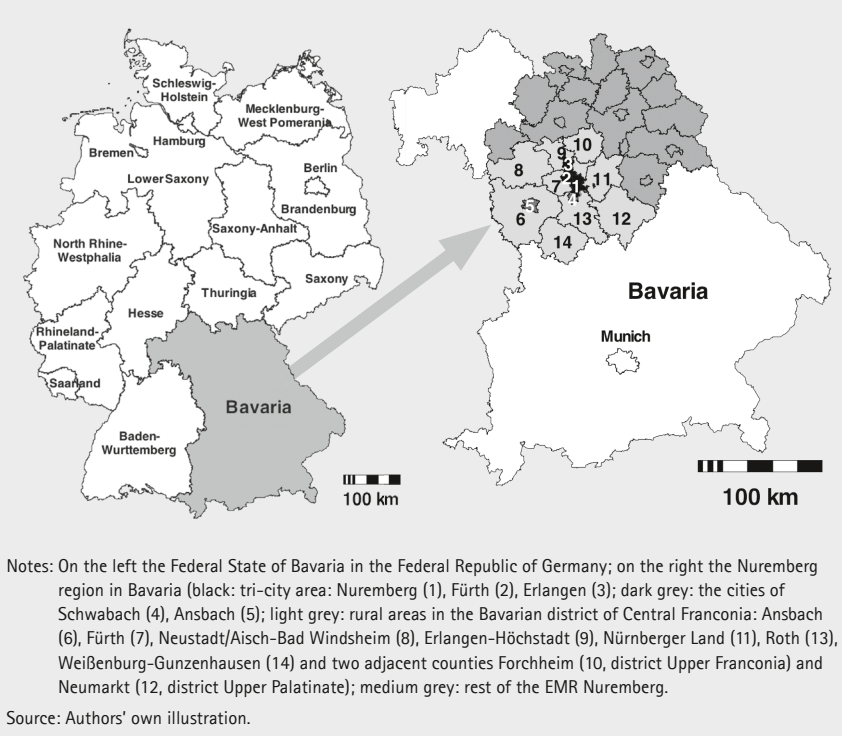 Schleswig-
Holstein
Mecklenburg-
West Pomerania
Hamburg
Bremen
Lower Saxony
Berlin
Brandenburg
Saxony-Anhalt
North Rhine-
Westphalia
Saxony
Thuringia
Hesse
Rhineland-
Palatinate
Saarland
Bavaria
Baden-
Wurttemberg
100 km
10
9
3
8
2
11
7
1
4
5
6
13
12
14
Bavaria
Munich
100 km
Notes: On the left the Federal State of Bavaria in the Federal Republic of Germany; on the right the Nuremberg
region in Bavaria (black: tri-city area: Nuremberg (1), Fürth (2), Erlangen (3); dark grey: the cities of
Schwabach (4), Ansbach (5); light grey: rural areas in the Bavarian district of Central Franconia: Ansbach
(6), Fürth (7), Neustadt/Aisch-Bad Windsheim (8), Erlangen-Höchstadt (9), Nürnberger Land (11), Roth (13),
Weißenburg-Gunzenhausen (14) and two adjacent counties Forchheim (10, district Upper Franconia) and
Neumarkt (12, district Upper Palatinate); medium grey: rest of the EMR Nuremberg.
Source: Authors' own illustration.